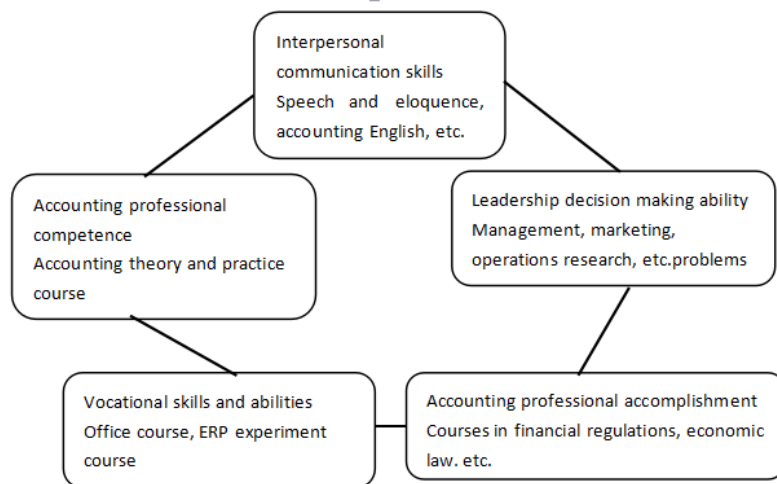 Interpersonal
communication skills
Speech and eloquence,
accounting English, etc.
Accounting professional
competence
Accounting theory and practice
course
Leadership decision making ability
Management, marketing,
operations research, etc.problems
Vocational skills and abilities
Office course, ERP experiment
course
Accounting professional accomplishment
Courses in financial regulations, economic
law. etc.